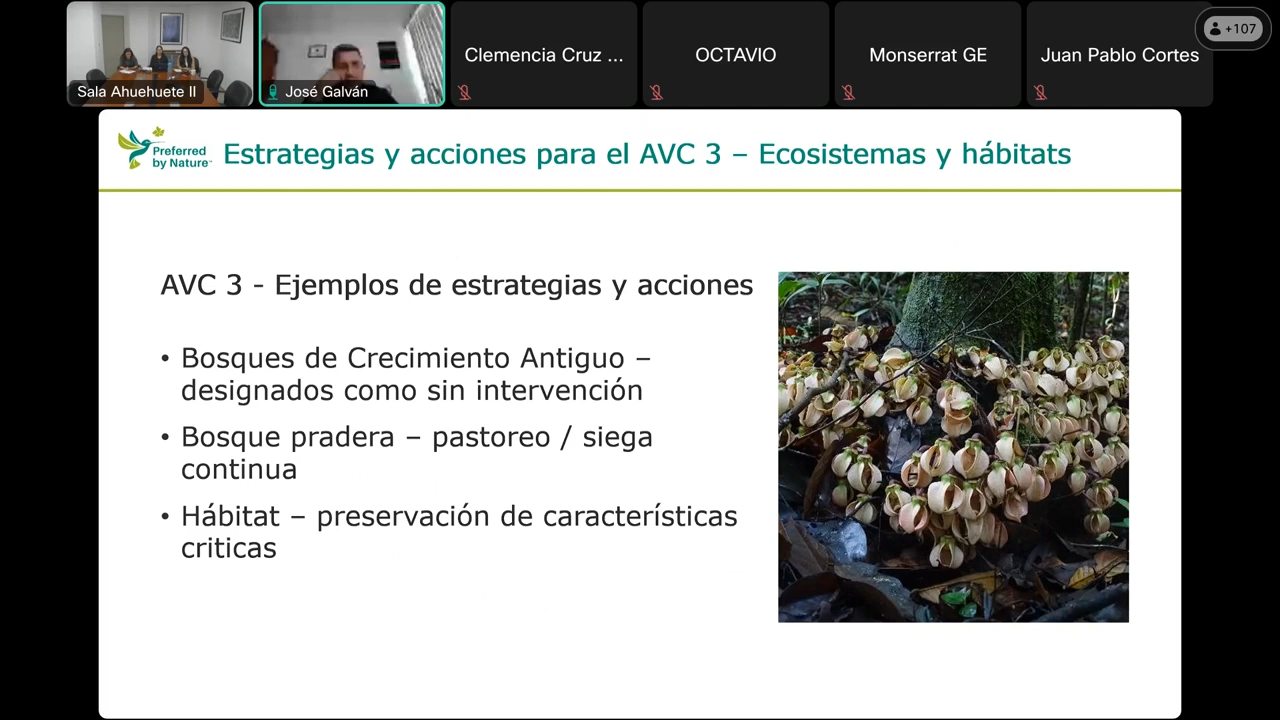 Sala Ahuehuete II
José Galván
Clemencia Cruz ...
OCTAVIO
Monserrat GE
Juan Pablo Cortes
+107
Preferred
by Nature™
Estrategias y acciones para el AVC 3 – Ecosistemas y hábitats
AVC 3 - Ejemplos de estrategias y acciones
• Bosques de Crecimiento Antiguo –
designados como sin intervención
• Bosque pradera – pastoreo / siega
continua
• Hábitat – preservación de características
criticas